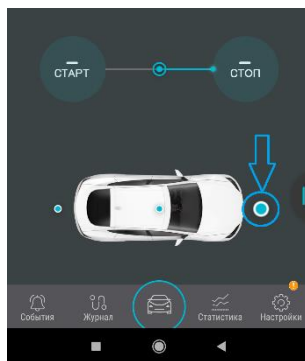 СТАРТ СТОП
События Журнал Статистика Настройки